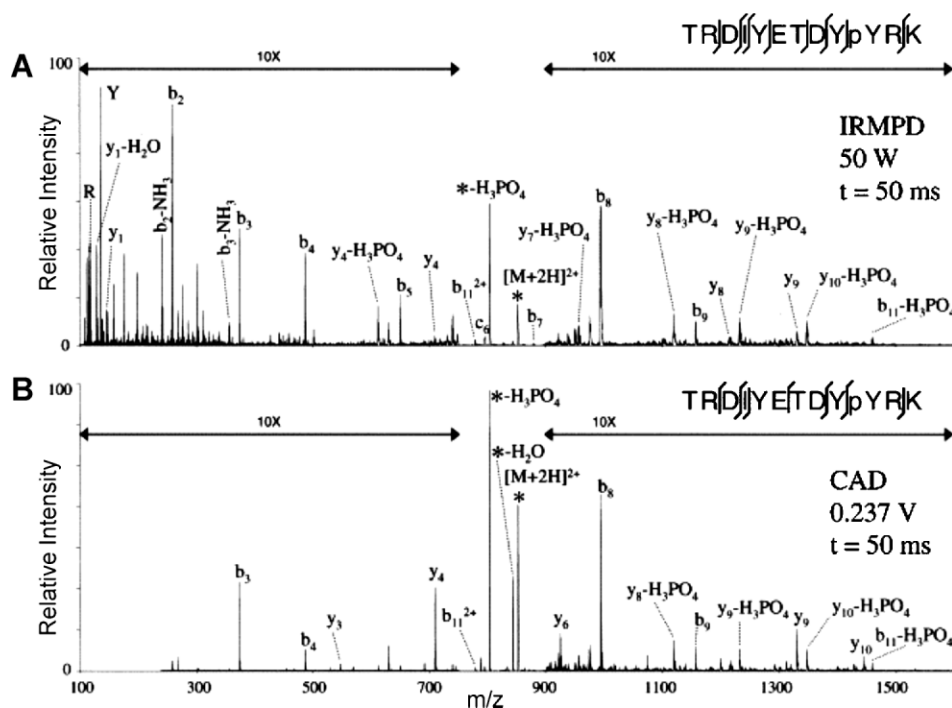 TRDIYETDYpYRK
A
10X
10X
100
Y
b₂
y₁-H₂O
IRMPD
50 W
t = 50 ms
*-H₃PO₄
b₈
R
b₂-NH₃
b₃-NH₃
b₃
y₇-H₃PO₄
y₈-H₃PO₄
y₉-H₃PO₄
y₁
b₄
y₄-H₃PO₄
y₄
b₅
b₁₁²⁺
[M+2H]²⁺
*
c₆
b₇
y₈
b₉
y₉
y₁₀-H₃PO₄
b₁₁-H₃PO₄
Relative Intensity
0
B
TRDIYETDYpYRK
10X
10X
100
*-H₃PO₄
*-H₂O
[M+2H]²⁺
*
b₈
CAD
0.237 V
t = 50 ms
b₃
y₄
b₄
y₃
b₁₁²⁺
y₆
y₈-H₃PO₄
b₉
y₉-H₃PO₄
y₉
y₁₀-H₃PO₄
y₁₀
b₁₁-H₃PO₄
Relative Intensity
0
100 300 500 700 900 1100 1300 1500
m/z